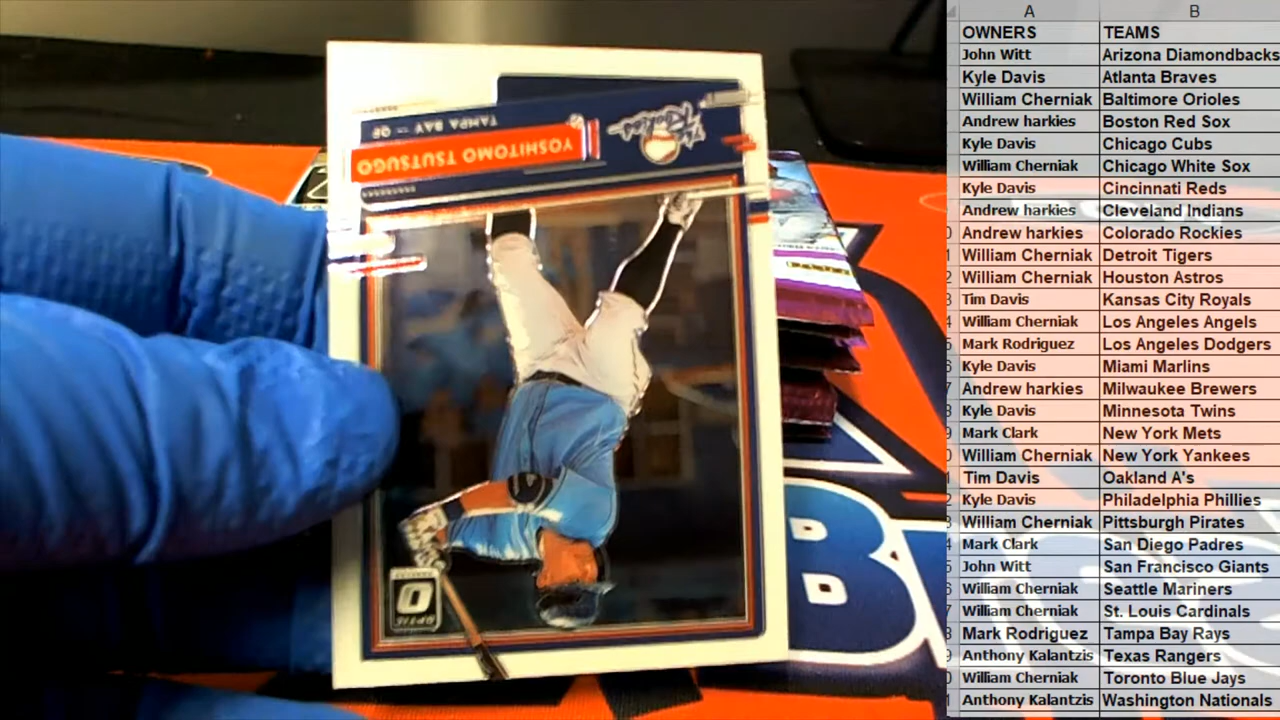 A B
OWNERS TEAMS
John Witt Arizona Diamondbacks
Kyle Davis Atlanta Braves
William Cherniak Baltimore Orioles
Andrew harkies Boston Red Sox
Kyle Davis Chicago Cubs
William Cherniak Chicago White Sox
Kyle Davis Cincinnati Reds
Andrew harkies Cleveland Indians
Andrew harkies Colorado Rockies
William Cherniak Detroit Tigers
William Cherniak Houston Astros
Tim Davis Kansas City Royals
William Cherniak Los Angeles Angels
Mark Rodriguez Los Angeles Dodgers
Kyle Davis Miami Marlins
Andrew harkies Milwaukee Brewers
Kyle Davis Minnesota Twins
Mark Clark New York Mets
William Cherniak New York Yankees
Tim Davis Oakland A's
Kyle Davis Philadelphia Phillies
William Cherniak Pittsburgh Pirates
Mark Clark San Diego Padres
John Witt San Francisco Giants
William Cherniak Seattle Mariners
William Cherniak St. Louis Cardinals
Mark Rodriguez Tampa Bay Rays
Anthony Kalantzis Texas Rangers
William Cherniak Toronto Blue Jays
Anthony Kalantzis Washington Nationals
The Rookies
YOSHITOMO TSUTSUGO
TAMPA BAY — OF
OPTIC
B